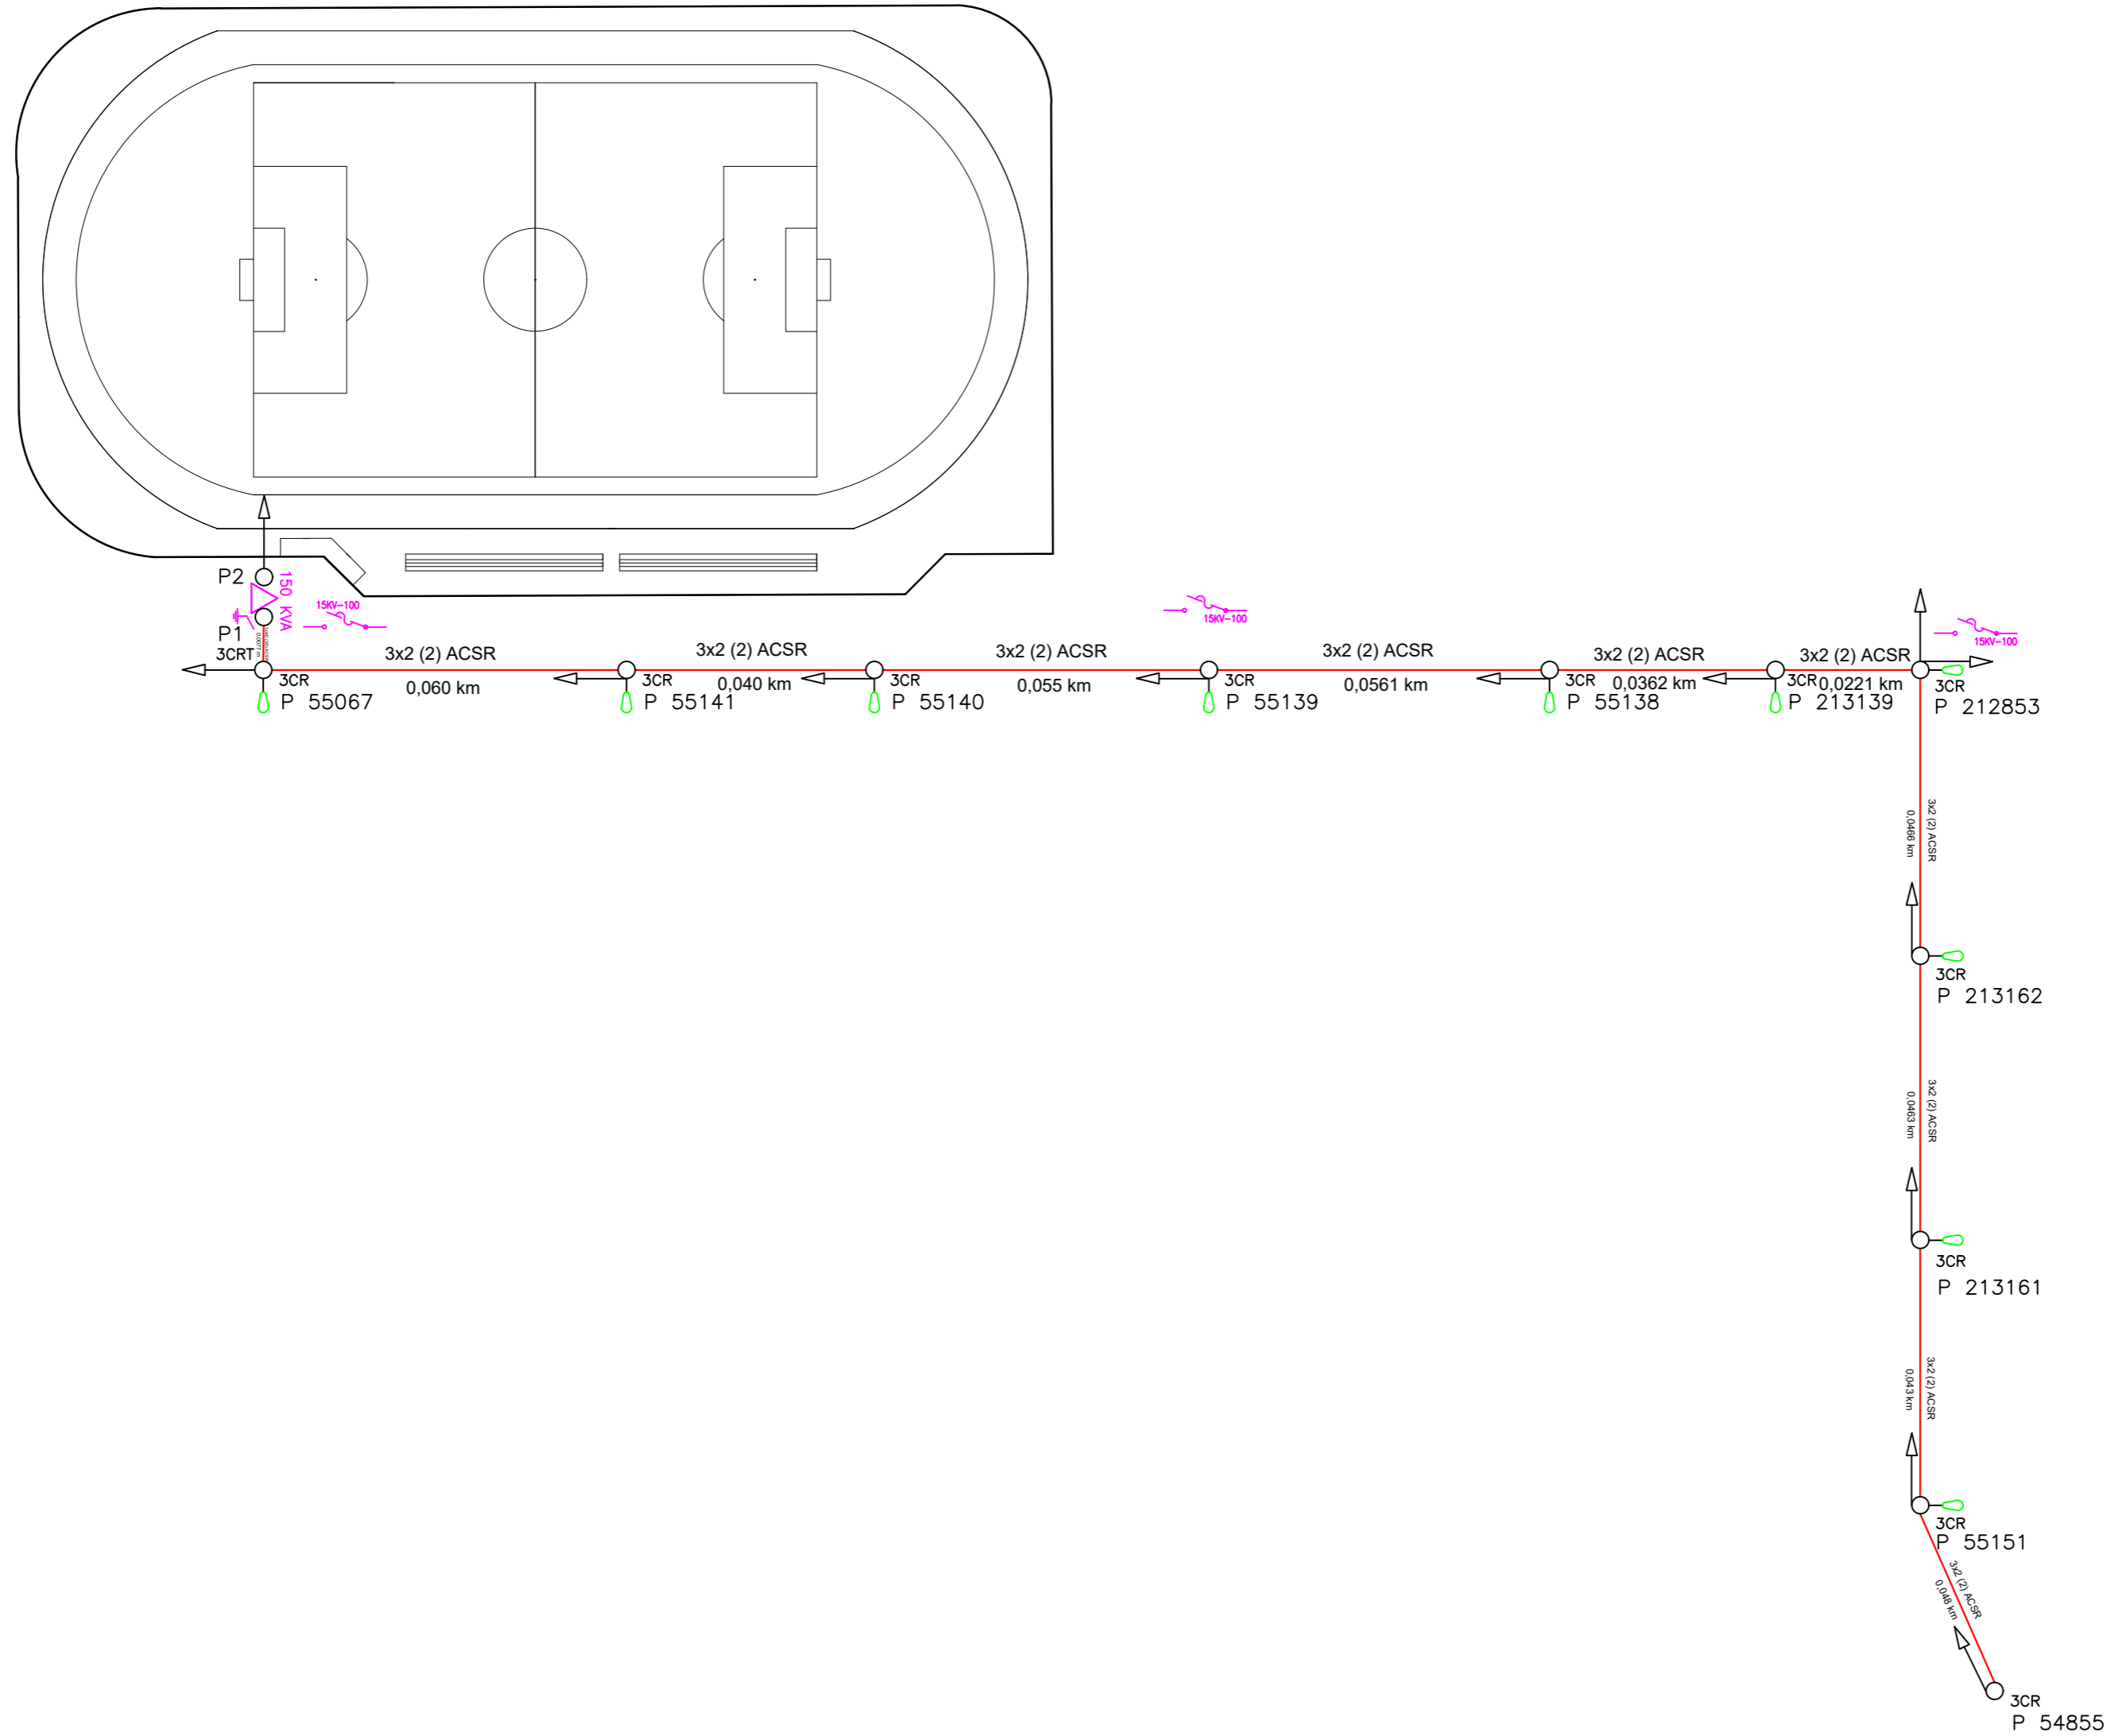 P2
150 KVA
15KV-100
15KV-100
P1
15KV-100
3CRT
0,0077 m
3x2 (2) ACSR
3x2 (2) ACSR
3x2 (2) ACSR
3x2 (2) ACSR
3x2 (2) ACSR
3x2 (2) ACSR
0,060 km
0,040 km
0,055 km
0,0561 km
0,0362 km
0,0221 km
3CR
3CR
3CR
3CR
3CR
3CR
3CR
P 55067
P 55141
P 55140
P 55139
P 55138
P 213139
P 212853
3x2 (2) ACSR
0,0466 km
3CR
P 213162
3x2 (2) ACSR
0,0463 km
3CR
P 213161
3x2 (2) ACSR
0,043 km
3CR
P 55151
3x2 (2) ACSR
0,048 km
3CR
P 54855